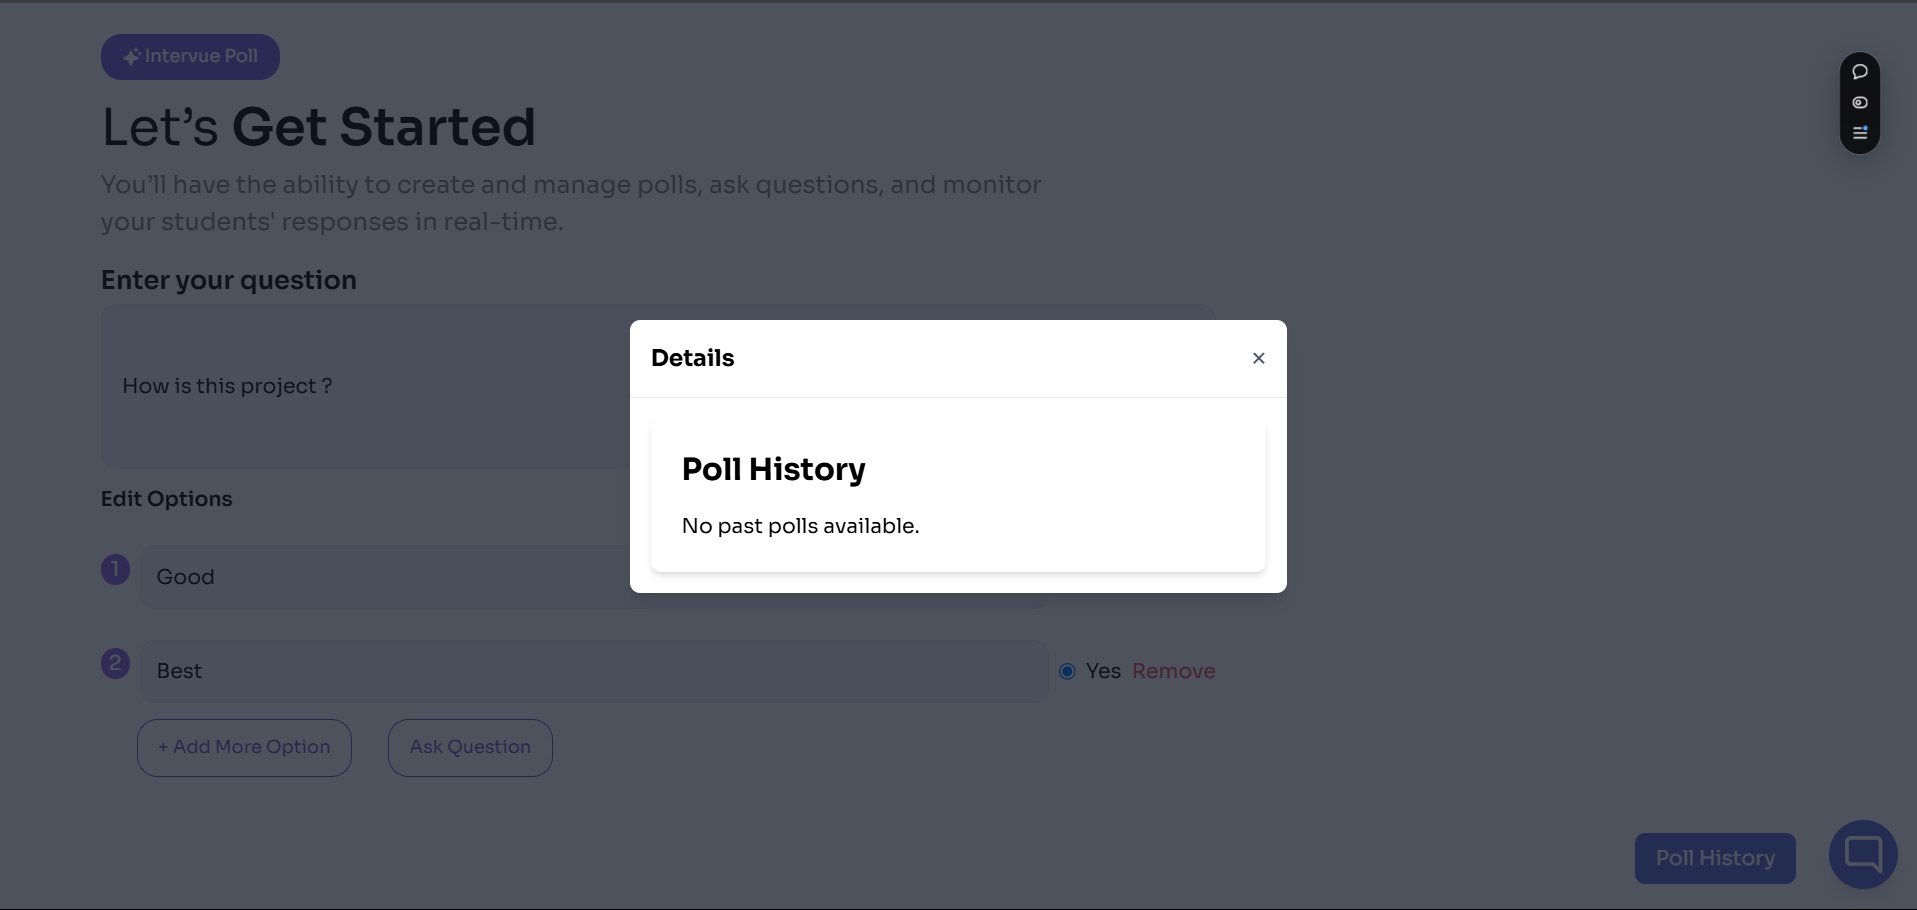 Intervue Poll
Let’s Get Started
You’ll have the ability to create and manage polls, ask questions, and monitor
your students' responses in real-time.
Enter your question
How is this project ?
Details
×
Poll History
No past polls available.
Edit Options
1 Good
2 Best Yes Remove
+ Add More Option Ask Question
Poll History